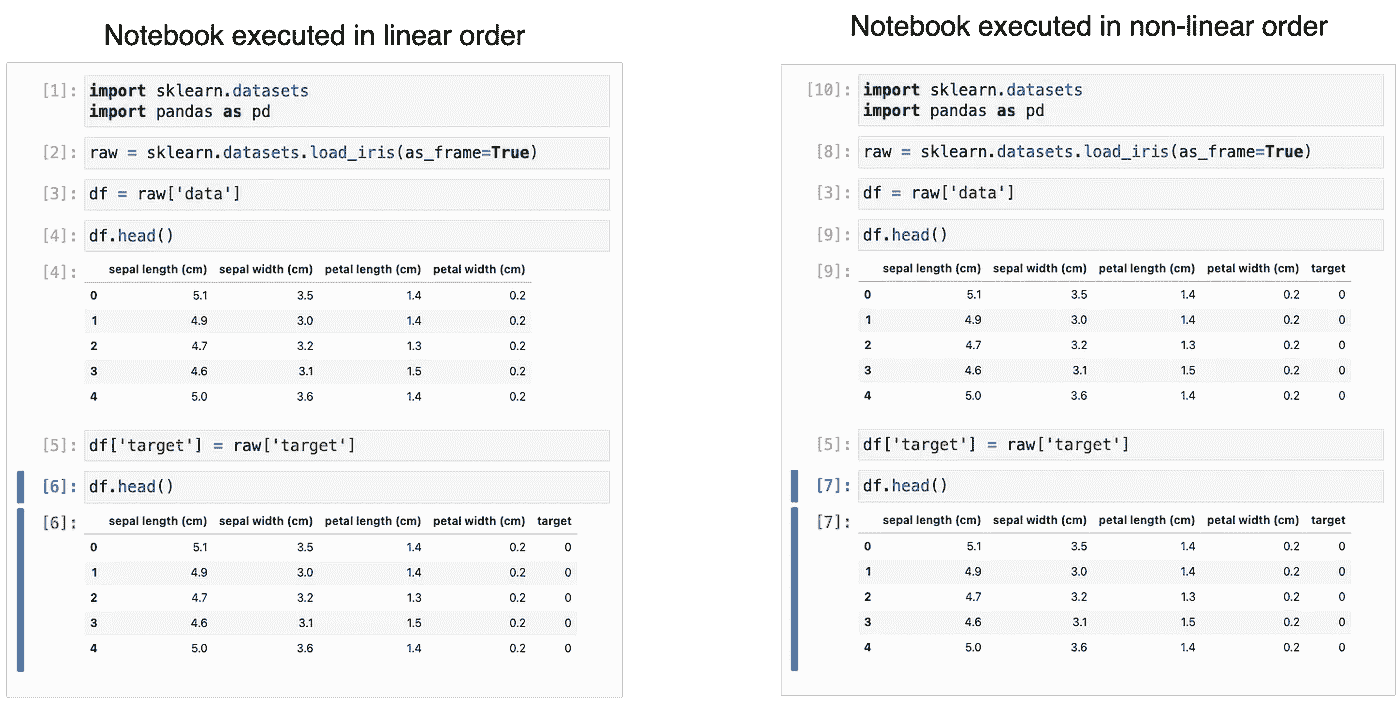 Notebook executed in linear order
[1]: import sklearn.datasets
import pandas as pd
[2]: raw = sklearn.datasets.load_iris(as_frame=True)
[3]: df = raw['data']
[4]: df.head()
[4]: sepal length (cm) sepal width (cm) petal length (cm) petal width (cm)
0 5.1 3.5 1.4 0.2
1 4.9 3.0 1.4 0.2
2 4.7 3.2 1.3 0.2
3 4.6 3.1 1.5 0.2
4 5.0 3.6 1.4 0.2
[5]: df['target'] = raw['target']
[6]: df.head()
[6]: sepal length (cm) sepal width (cm) petal length (cm) petal width (cm) target
0 5.1 3.5 1.4 0.2 0
1 4.9 3.0 1.4 0.2 0
2 4.7 3.2 1.3 0.2 0
3 4.6 3.1 1.5 0.2 0
4 5.0 3.6 1.4 0.2 0
Notebook executed in non-linear order
[10]: import sklearn.datasets
import pandas as pd
[8]: raw = sklearn.datasets.load_iris(as_frame=True)
[3]: df = raw['data']
[9]: df.head()
[9]: sepal length (cm) sepal width (cm) petal length (cm) petal width (cm) target
0 5.1 3.5 1.4 0.2 0
1 4.9 3.0 1.4 0.2 0
2 4.7 3.2 1.3 0.2 0
3 4.6 3.1 1.5 0.2 0
4 5.0 3.6 1.4 0.2 0
[5]: df['target'] = raw['target']
[7]: df.head()
[7]: sepal length (cm) sepal width (cm) petal length (cm) petal width (cm) target
0 5.1 3.5 1.4 0.2 0
1 4.9 3.0 1.4 0.2 0
2 4.7 3.2 1.3 0.2 0
3 4.6 3.1 1.5 0.2 0
4 5.0 3.6 1.4 0.2 0